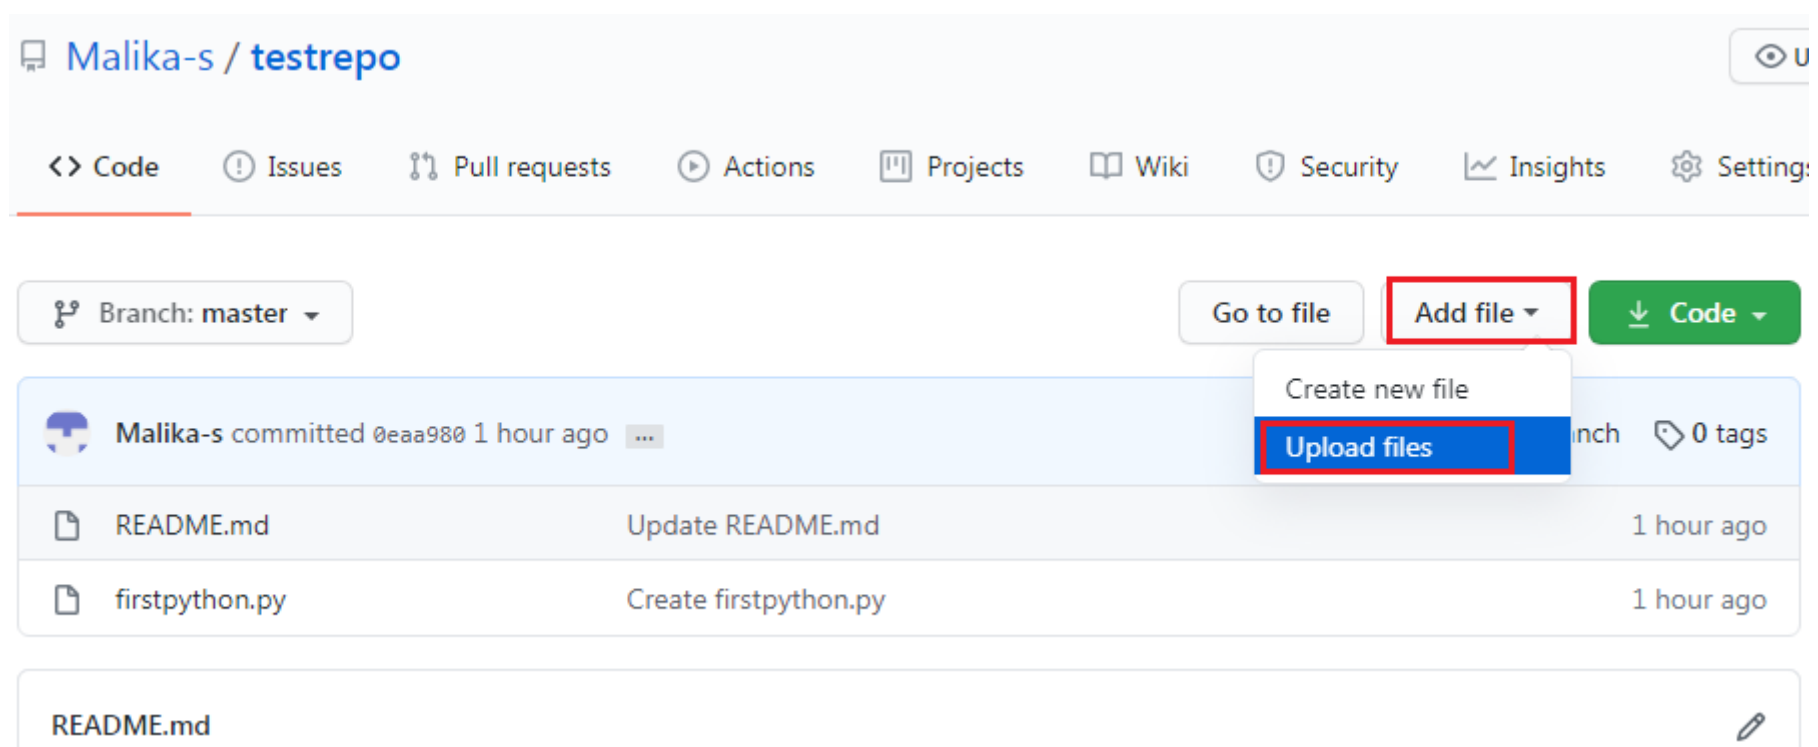 Malika-s / testrepo
Code Issues Pull requests Actions Projects Wiki Security Insights Settings
Branch: master Go to file Add file Code
Create new file
Upload files
Malika-s committed 0eaa980 1 hour ago ... 0 tags
README.md Update README.md 1 hour ago
firstpython.py Create firstpython.py 1 hour ago
README.md